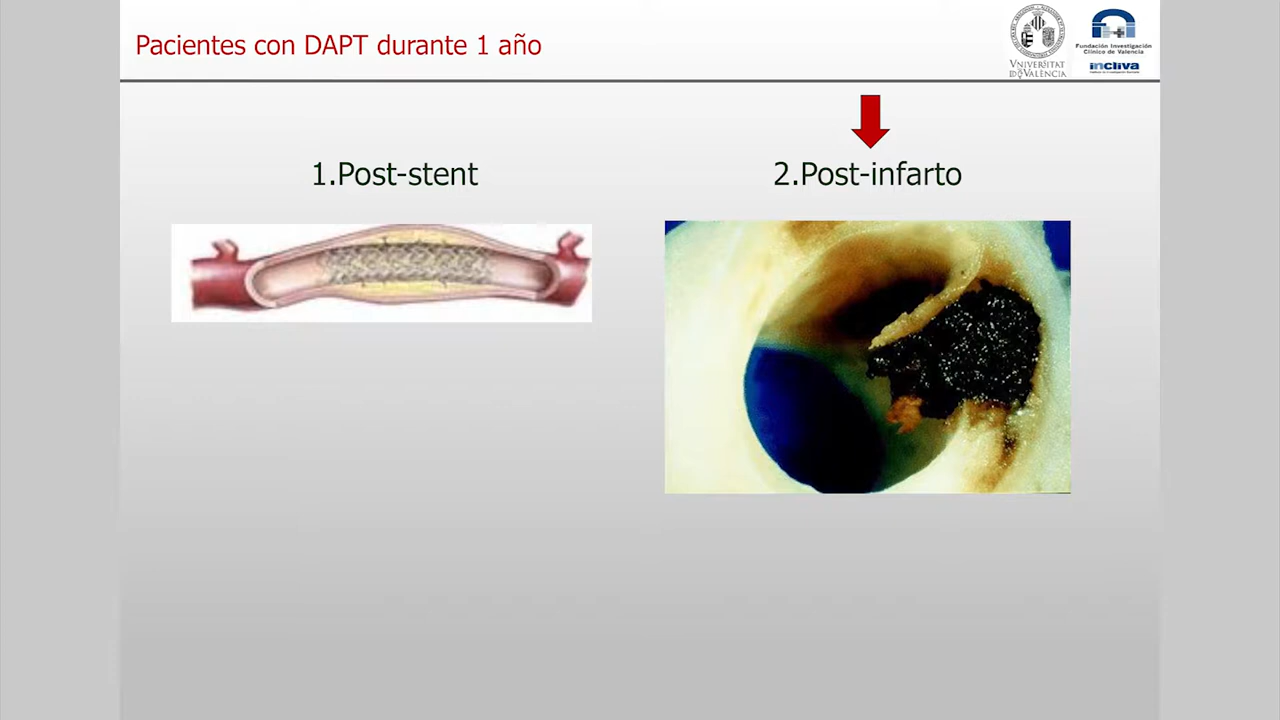 Pacientes con DAPT durante 1 año
VNIVERSITAT
ID VALÈNCIA
Fundación Investigación
Clínico de Valencia
incliva
1.Post-stent
2.Post-infarto